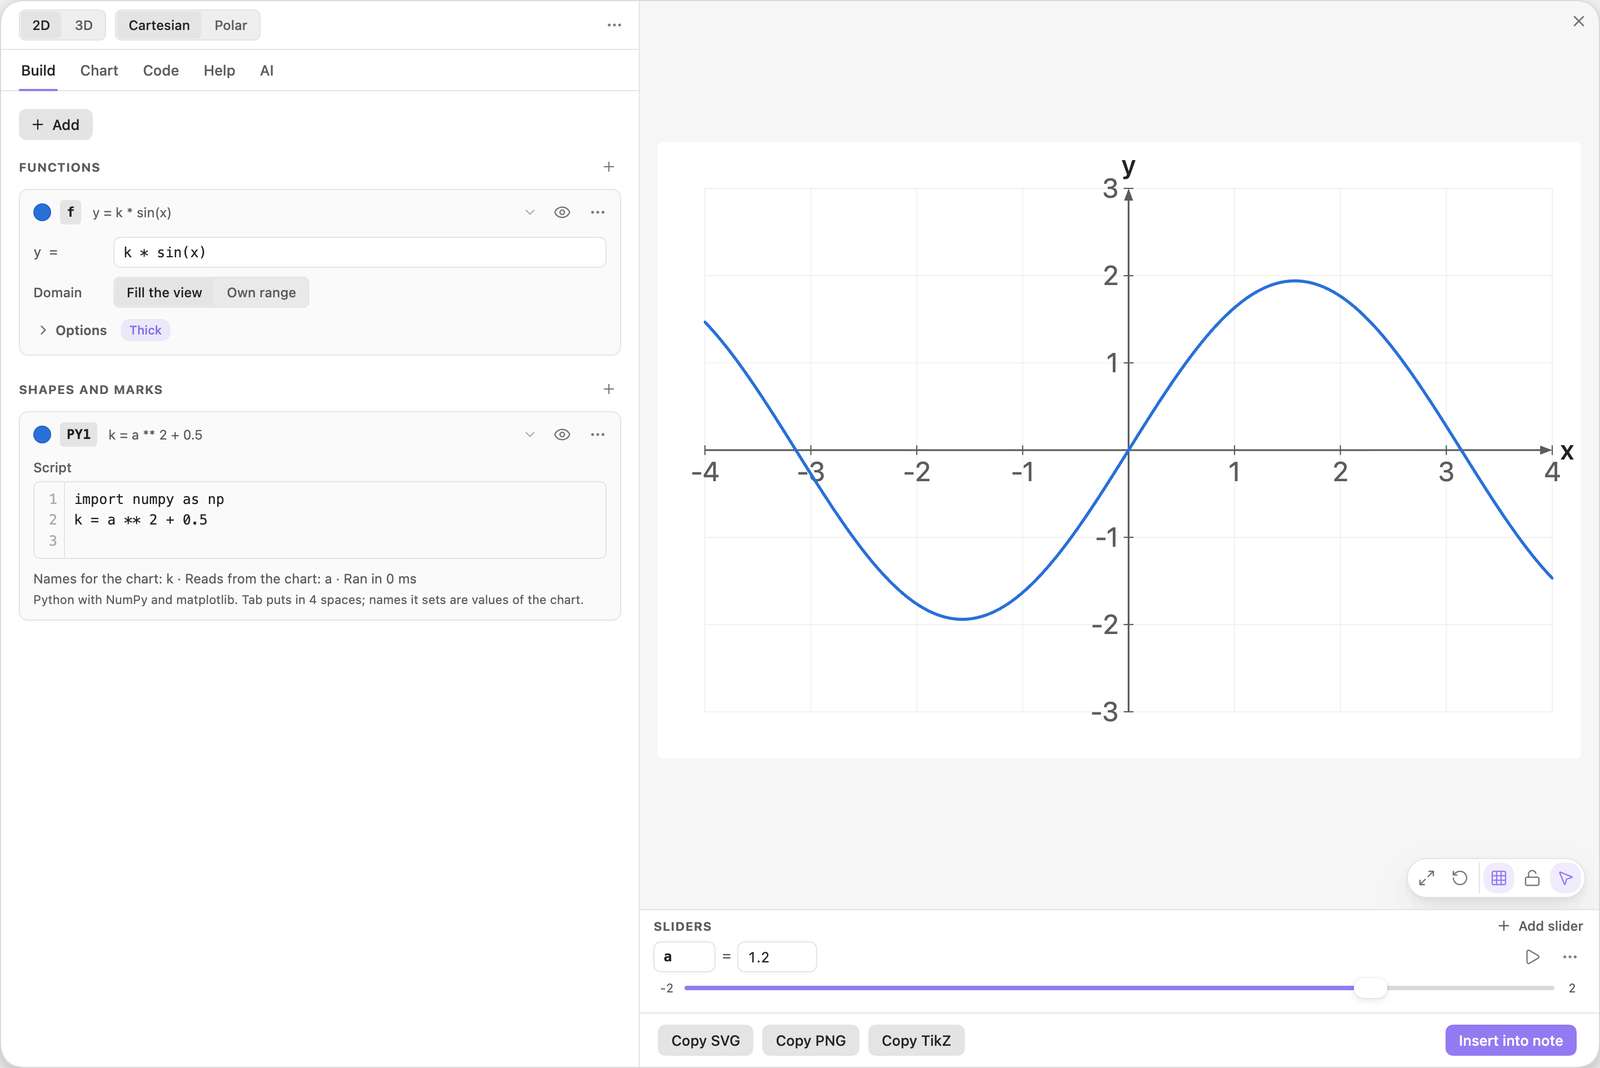 2D 3D Cartesian Polar
Build Chart Code Help AI
+ Add
FUNCTIONS
f y = k * sin(x)
y = k * sin(x)
Domain Fill the view Own range
Options Thick
SHAPES AND MARKS
PY1 k = a ** 2 + 0.5
Script
1 import numpy as np
2 k = a ** 2 + 0.5
3
Names for the chart: k · Reads from the chart: a · Ran in 0 ms
Python with NumPy and matplotlib. Tab puts in 4 spaces; names it sets are values of the chart.
y
3
2
1
x
-4 -3 -2 -1 1 2 3 4
-1
-2
-3
SLIDERS + Add slider
a = 1.2
-2 2
Copy SVG Copy PNG Copy TikZ Insert into note